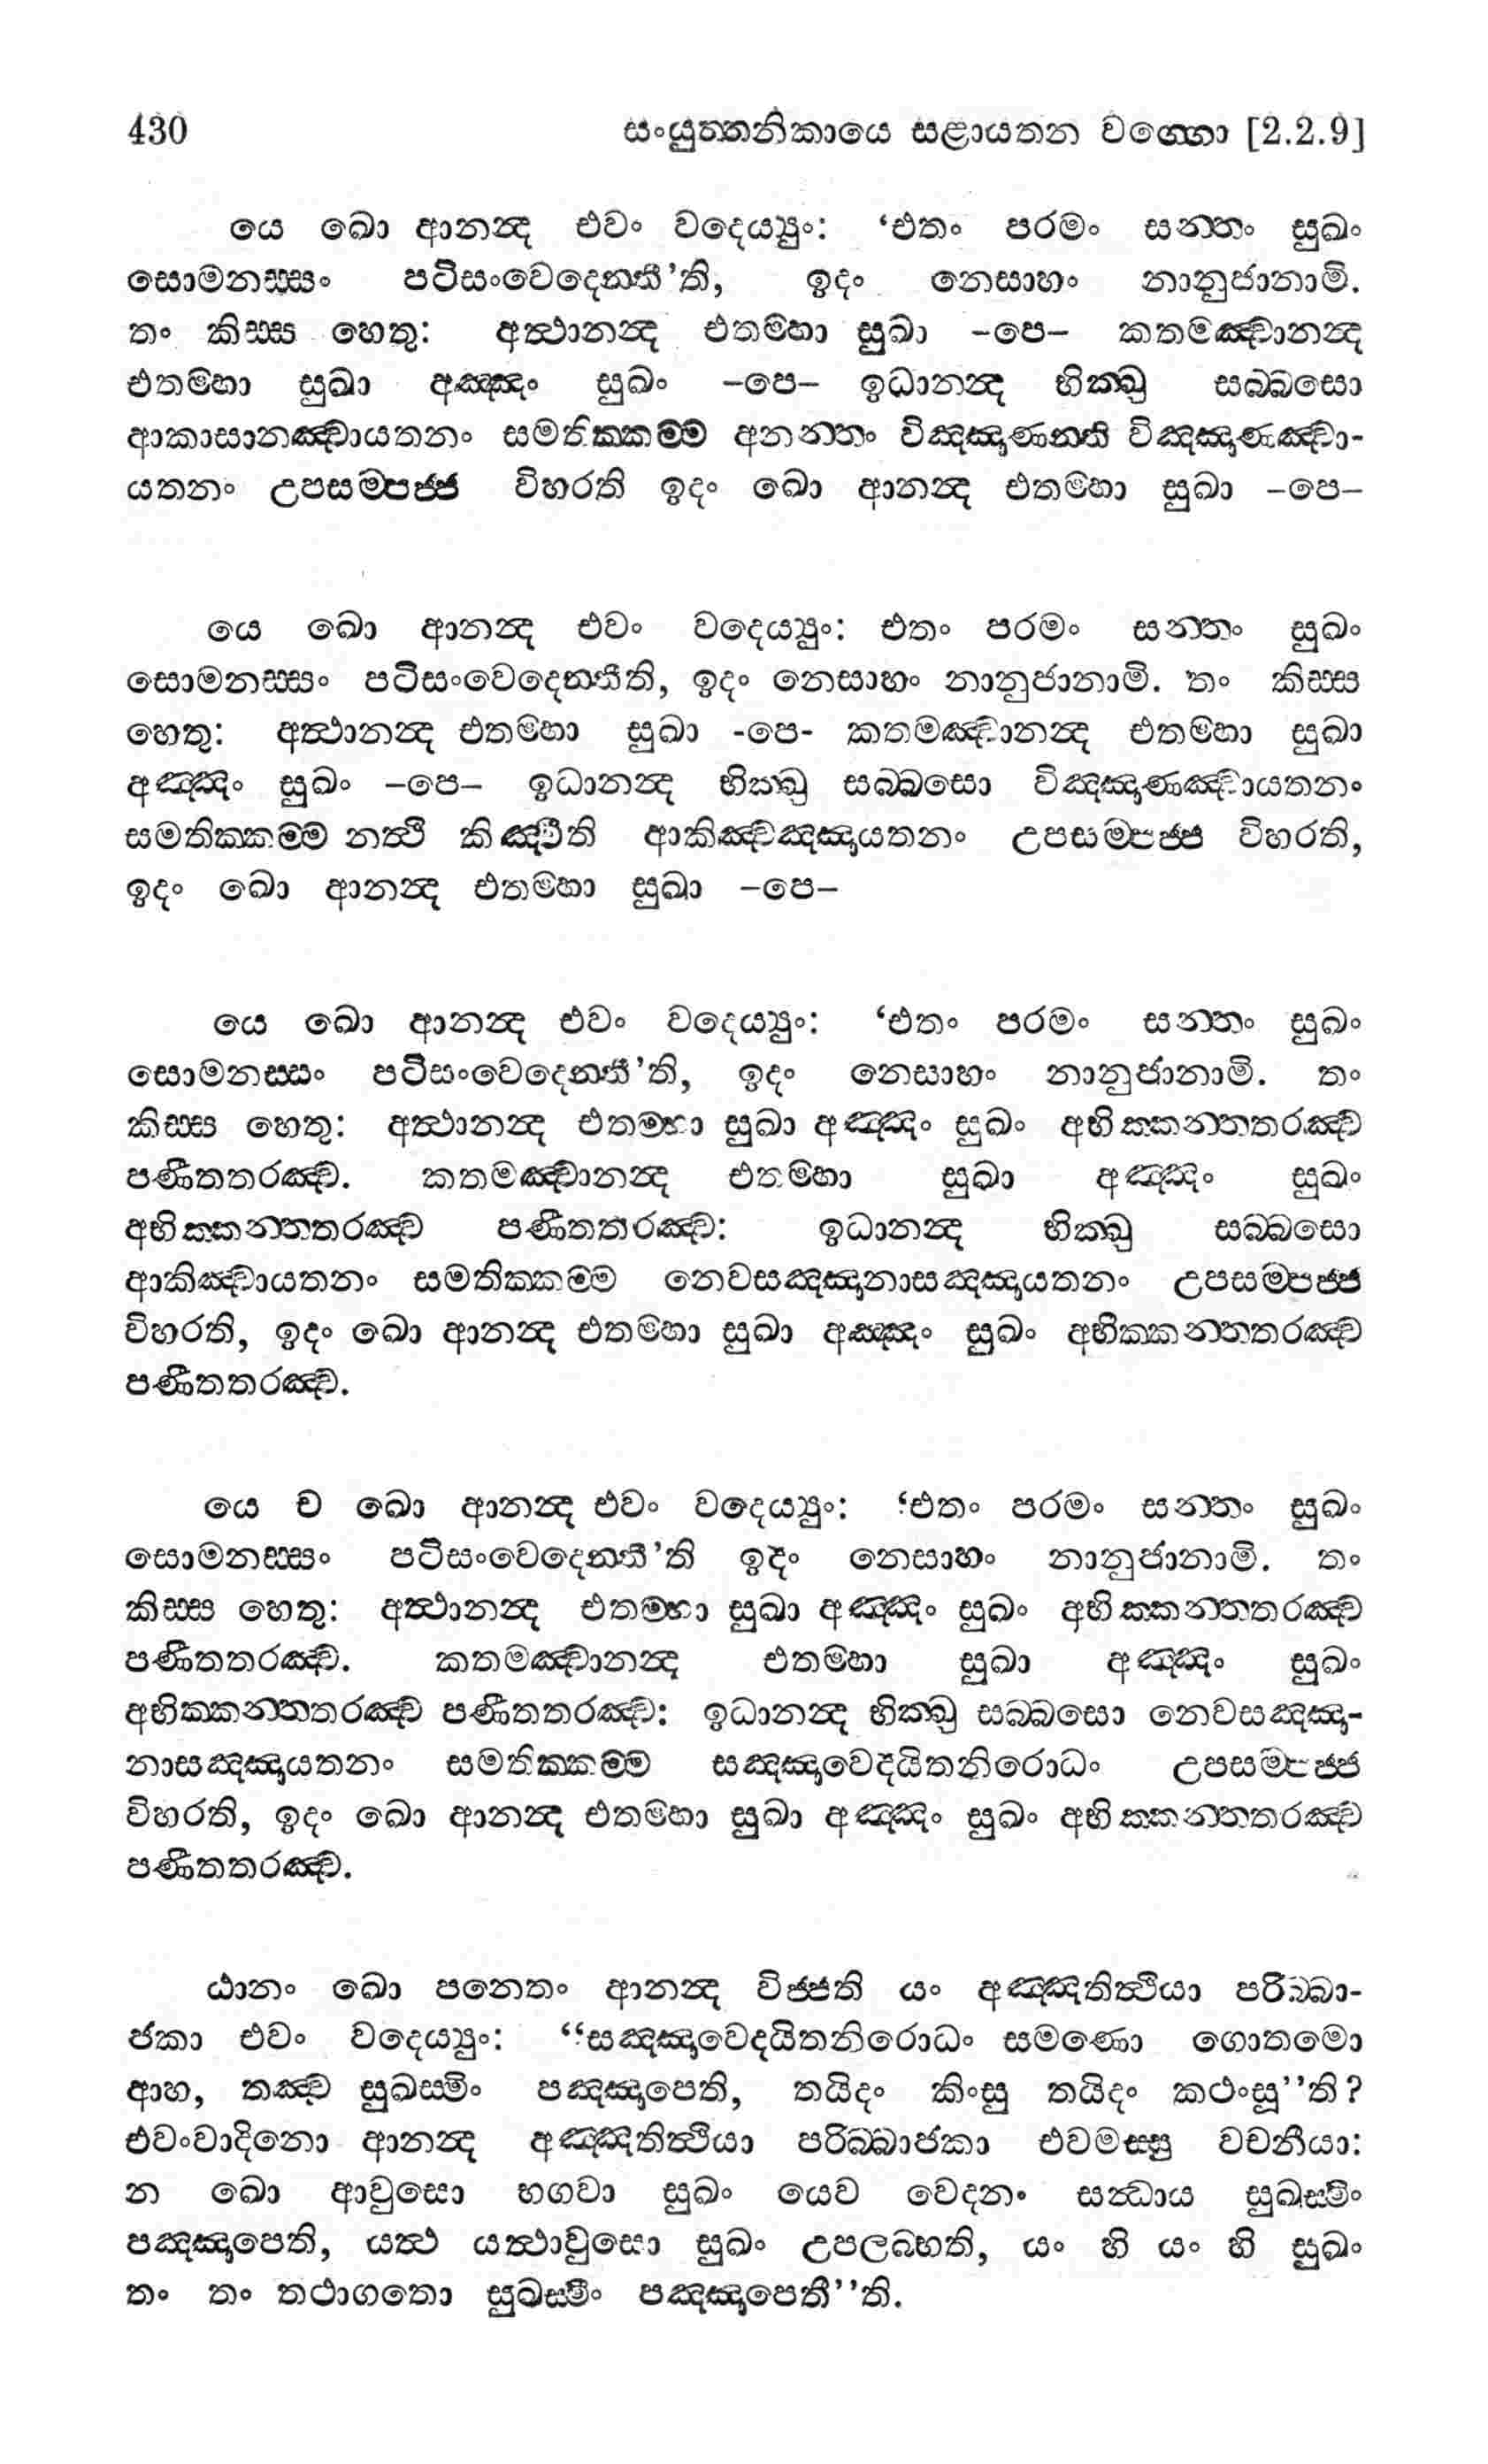 430 සංයුත්තනිකායෙ සළායතන වග්ගො [2.2.9]
යෙ ඛො ආනන්ද එවං වදෙය්‍යුං: ‘එතං පරමං සන්තං සුඛං
සොමනස්සං පටිසංවෙදෙන්තී’ති, ඉදං නෙසාහං නානුජානාමි.
තං කිස්ස හෙතු: අත්ථානන්ද එතම්හා සුඛා –පෙ– කතමඤ්චානන්ද
එතම්හා සුඛා අඤ්ඤං සුඛං –පෙ– ඉධානන්ද භික්ඛු සබ්බසො
ආකාසානඤ්චායතනං සමතික්කම්ම අනන්තං විඤ්ඤාණන්ති විඤ්ඤාණඤ්චා-
යතනං උපසම්පජ්ජ විහරති ඉදං ඛො ආනන්ද එතම්හා සුඛා –පෙ–
යෙ ඛො ආනන්ද එවං වදෙය්‍යුං: එතං පරමං සන්තං සුඛං
සොමනස්සං පටිසංවෙදෙන්තීති, ඉදං නෙසාහං නානුජානාමි. තං කිස්ස
හෙතු: අත්ථානන්ද එතම්හා සුඛා -පෙ- කතමඤ්චානන්ද එතම්හා සුඛා
අඤ්ඤං සුඛං –පෙ– ඉධානන්ද භික්ඛු සබ්බසො විඤ්ඤාණඤ්චායතනං
සමතික්කම්ම නත්ථි කිඤ්චීති ආකිඤ්චඤ්ඤායතනං උපසම්පජ්ජ විහරති,
ඉදං ඛො ආනන්ද එතම්හා සුඛා –පෙ–
යෙ ඛො ආනන්ද එවං වදෙය්‍යුං: ‘එතං පරමං සන්තං සුඛං
සොමනස්සං පටිසංවෙදෙන්තී’ති, ඉදං නෙසාහං නානුජානාමි. තං
කිස්ස හෙතු: අත්ථානන්ද එතම්හා සුඛා අඤ්ඤං සුඛං අභික්කන්තතරඤ්ච
පණීතතරඤ්ච. කතමඤ්චානන්ද එතම්හා සුඛා අඤ්ඤං සුඛං
අභික්කන්තතරඤ්ච පණීතතරඤ්ච: ඉධානන්ද භික්ඛු සබ්බසො
ආකිඤ්චායතනං සමතික්කම්ම නෙවසඤ්ඤානාසඤ්ඤායතනං උපසම්පජ්ජ
විහරති, ඉදං ඛො ආනන්ද එතම්හා සුඛා අඤ්ඤං සුඛං අභික්කන්තතරඤ්ච
පණීතතරඤ්ච.
යෙ ච ඛො ආනන්ද එවං වදෙය්‍යුං: ‘එතං පරමං සන්තං සුඛං
සොමනස්සං පටිසංවෙදෙන්තී’ති ඉදං නෙසාහං නානුජානාමි. තං
කිස්ස හෙතු: අත්ථානන්ද එතම්හා සුඛා අඤ්ඤං සුඛං අභික්කන්තතරඤ්ච
පණීතතරඤ්ච. කතමඤ්චානන්ද එතම්හා සුඛා අඤ්ඤං සුඛං
අභික්කන්තතරඤ්ච පණීතතරඤ්ච: ඉධානන්ද භික්ඛු සබ්බසො නෙවසඤ්ඤා-
නාසඤ්ඤායතනං සමතික්කම්ම සඤ්ඤාවෙදයිතනිරොධං උපසම්පජ්ජ
විහරති, ඉදං ඛො ආනන්ද එතම්හා සුඛා අඤ්ඤං සුඛං අභික්කන්තතරඤ්ච
පණීතතරඤ්ච.
ඨානං ඛො පනෙතං ආනන්ද විජ්ජති යං අඤ්ඤතිත්ථියා පරිබ්බා-
ජකා එවං වදෙය්‍යුං: “සඤ්ඤාවෙදයිතනිරොධං සමණො ගොතමො
ආහ, තඤ්ච සුඛස්මිං පඤ්ඤාපෙති, තයිදං කිංසු තයිදං කථංසූ’’ති?
එවංවාදිනො ආනන්ද අඤ්ඤතිත්ථියා පරිබ්බාජකා එවමස්සු වචනීයා:
න ඛො ආවුසො භගවා සුඛං යෙව වෙදනං සන්ධාය සුඛස්මිං
පඤ්ඤාපෙති, යත්ථ යත්ථාවුසො සුඛං උපලබ්භති, යං හි යං හි සුඛං
තං තං තථාගතො සුඛස්මීං පඤ්ඤාපෙතී’’ති.